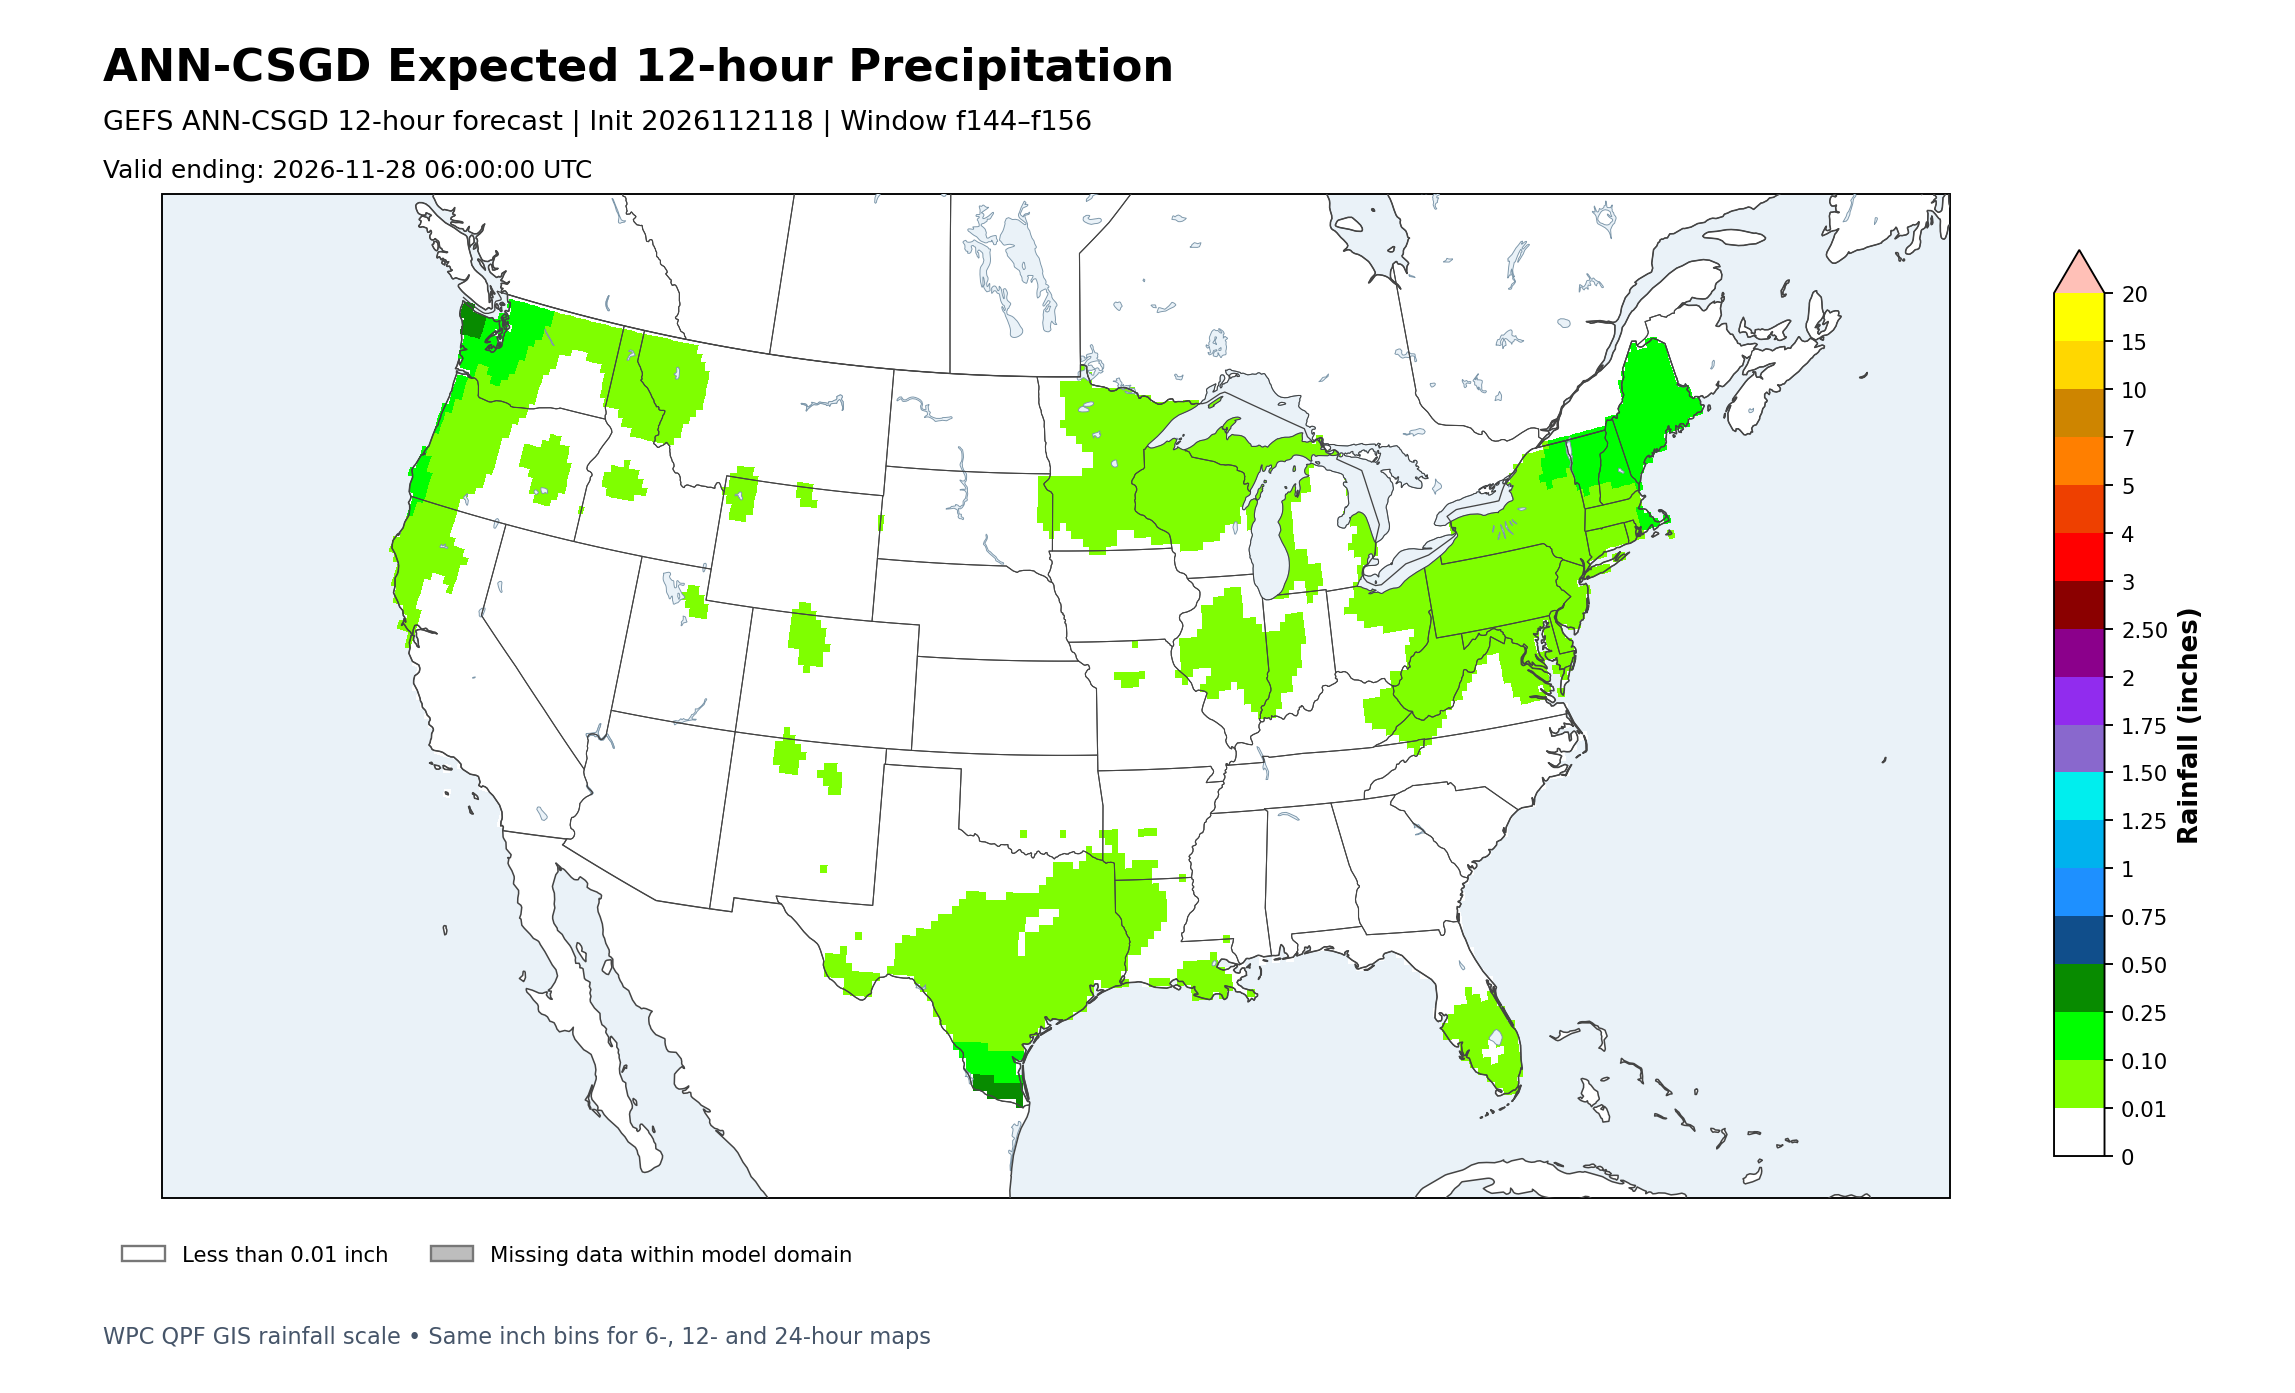 ANN-CSGD Expected 12-hour Precipitation
GEFS ANN-CSGD 12-hour forecast | Init 2026112118 | Window f144–f156
Valid ending: 2026-11-28 06:00:00 UTC
20
15
10
7
5
4
3
2.50
2
1.75
1.50
1.25
1
0.75
0.50
0.25
0.10
0.01
0
Rainfall (inches)
Less than 0.01 inch
Missing data within model domain
WPC QPF GIS rainfall scale • Same inch bins for 6-, 12- and 24-hour maps